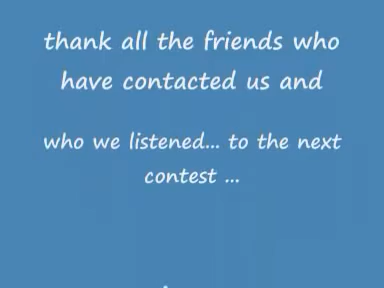 thank all the friends who
have contacted us and
who we listened... to the next
contest ...